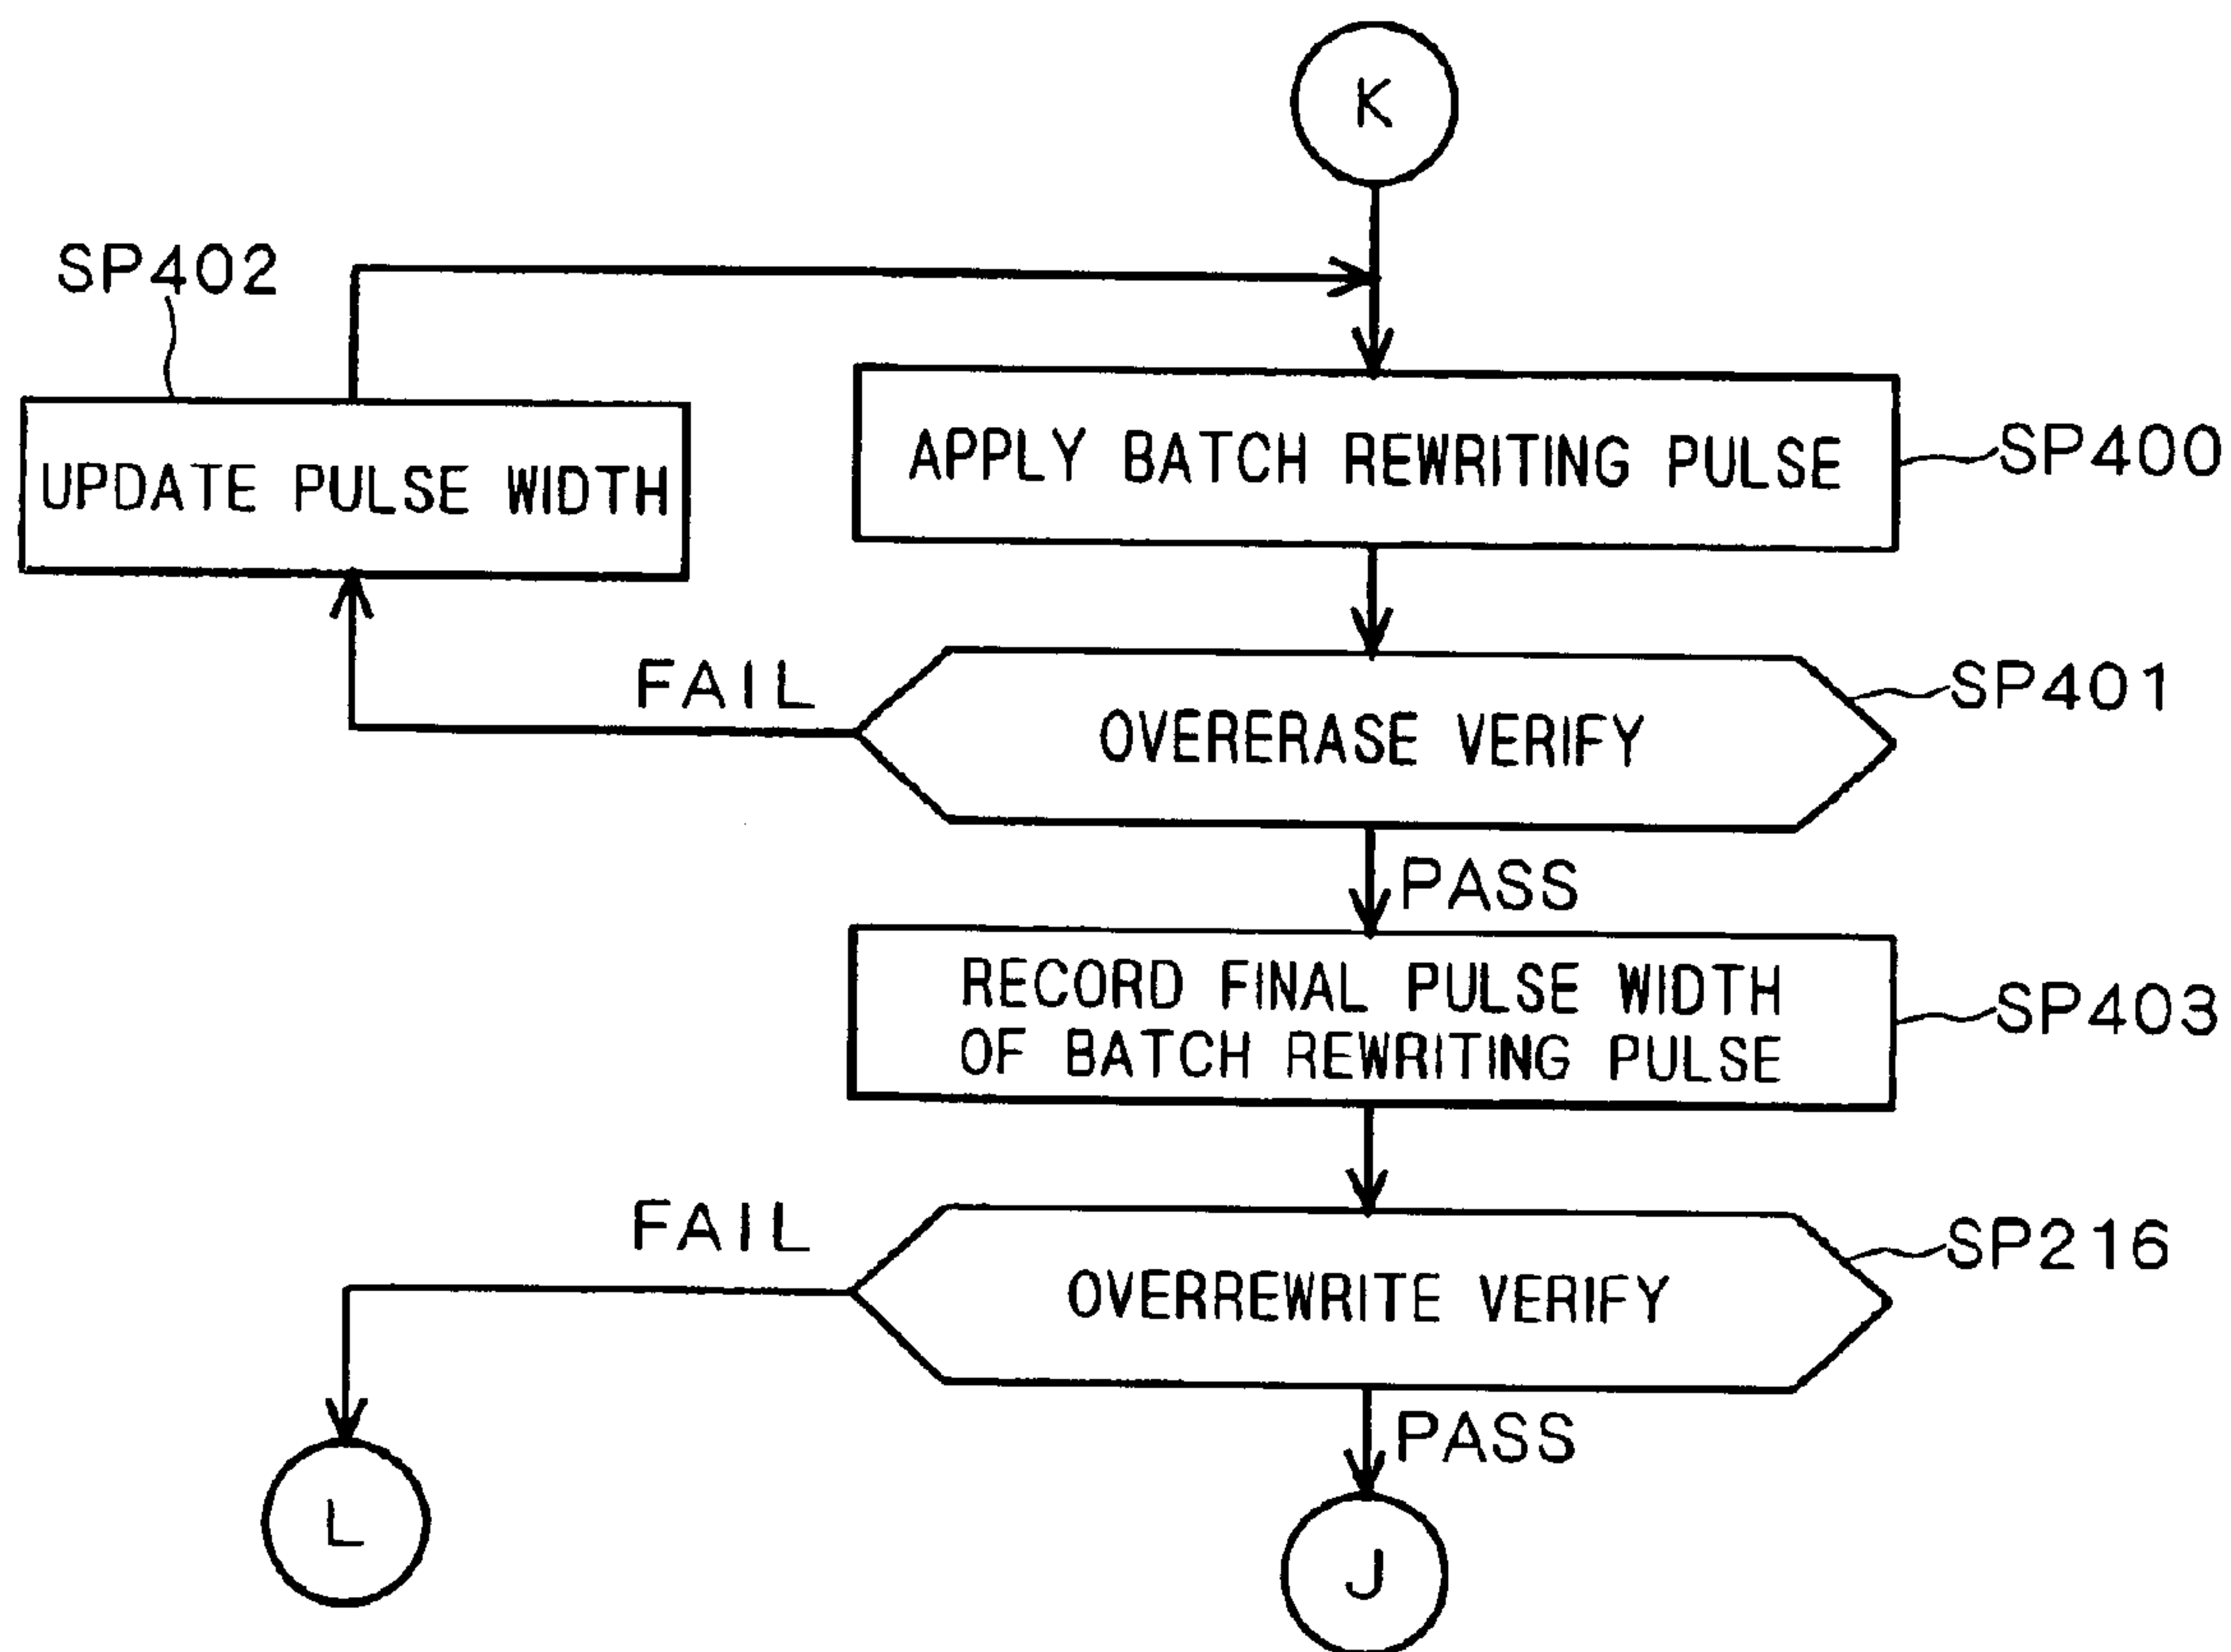 K
SP402
UPDATE PULSE WIDTH
APPLY BATCH REWRITING PULSE
SP400
FAIL
OVERERASE VERIFY
SP401
PASS
RECORD FINAL PULSE WIDTH
OF BATCH REWRITING PULSE
SP403
FAIL
OVERREWRITE VERIFY
SP216
PASS
L
J